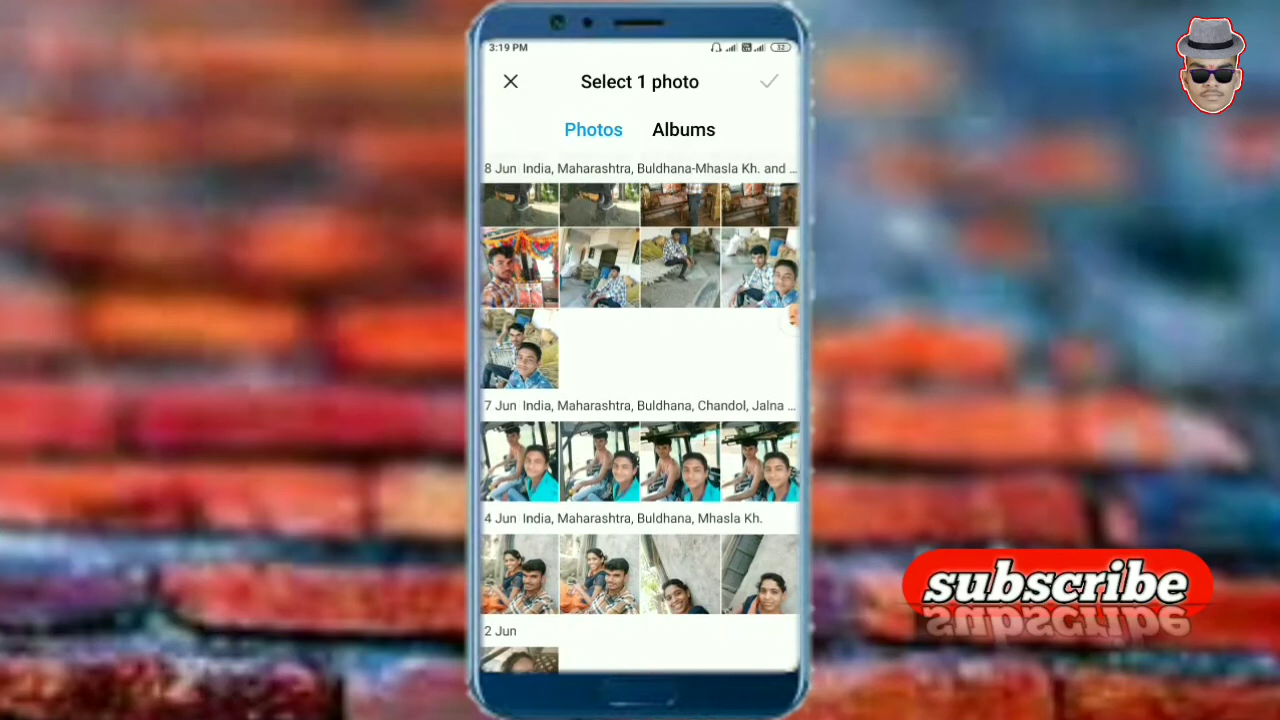 3:19 PM
32
Select 1 photo
Photos Albums
8 Jun India, Maharashtra, Buldhana-Mhasla Kh. and ...
7 Jun India, Maharashtra, Buldhana, Chandol, Jalna ...
4 Jun India, Maharashtra, Buldhana, Mhasla Kh.
subscribe
2 Jun